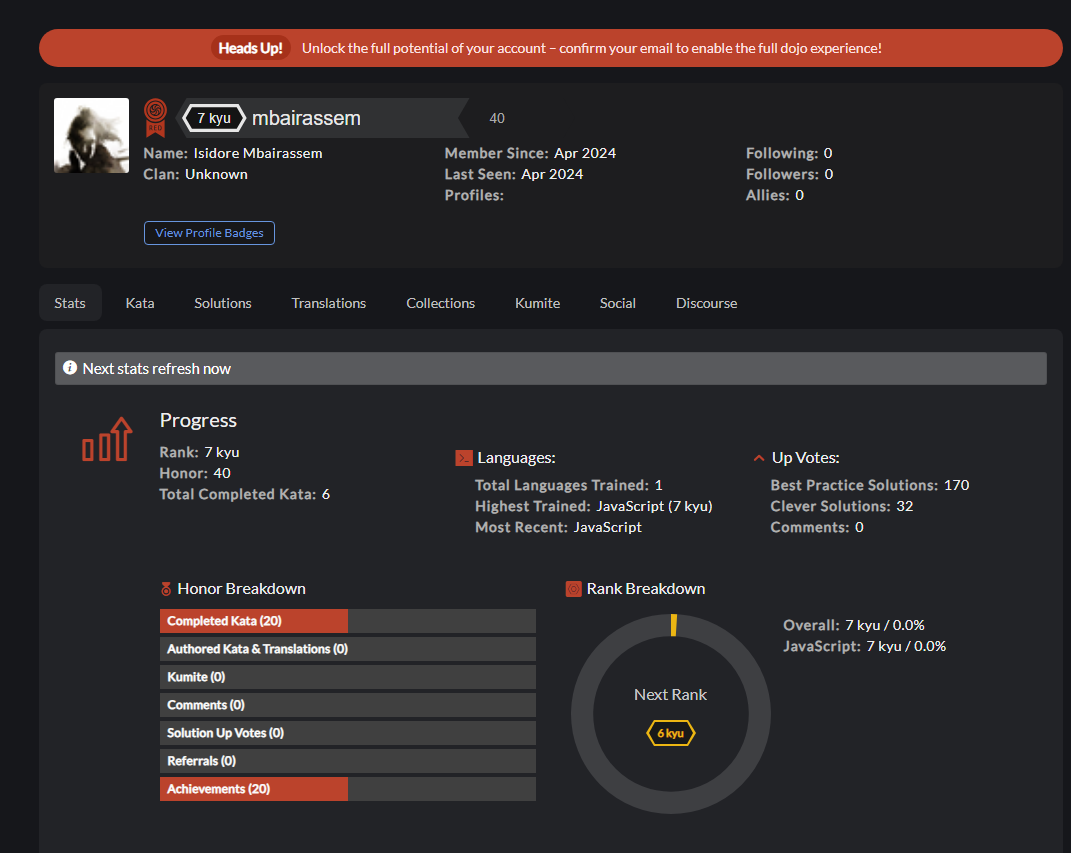 Heads Up! Unlock the full potential of your account – confirm your email to enable the full dojo experience!
RED
7 kyu mbairassem 40
Name: Isidore Mbairassem
Clan: Unknown
Member Since: Apr 2024
Last Seen: Apr 2024
Profiles:
Following: 0
Followers: 0
Allies: 0
View Profile Badges
Stats Kata Solutions Translations Collections Kumite Social Discourse
Next stats refresh now
Progress
Rank: 7 kyu
Honor: 40
Total Completed Kata: 6
Languages:
Total Languages Trained: 1
Highest Trained: JavaScript (7 kyu)
Most Recent: JavaScript
Up Votes:
Best Practice Solutions: 170
Clever Solutions: 32
Comments: 0
Honor Breakdown
Completed Kata (20)
Authored Kata & Translations (0)
Kumite (0)
Comments (0)
Solution Up Votes (0)
Referrals (0)
Achievements (20)
Rank Breakdown
Next Rank
6 kyu
Overall: 7 kyu / 0.0%
JavaScript: 7 kyu / 0.0%